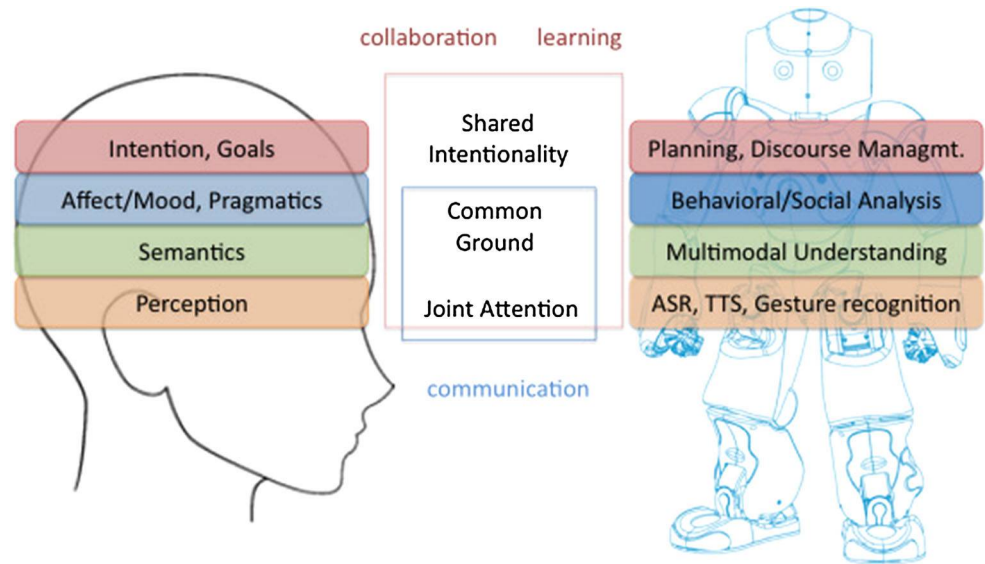 collaboration learning
Intention, Goals
Affect/Mood, Pragmatics
Semantics
Perception
Shared
Intentionality
Common
Ground
Joint Attention
communication
Planning, Discourse Managmt.
Behavioral/Social Analysis
Multimodal Understanding
ASR, TTS, Gesture recognition